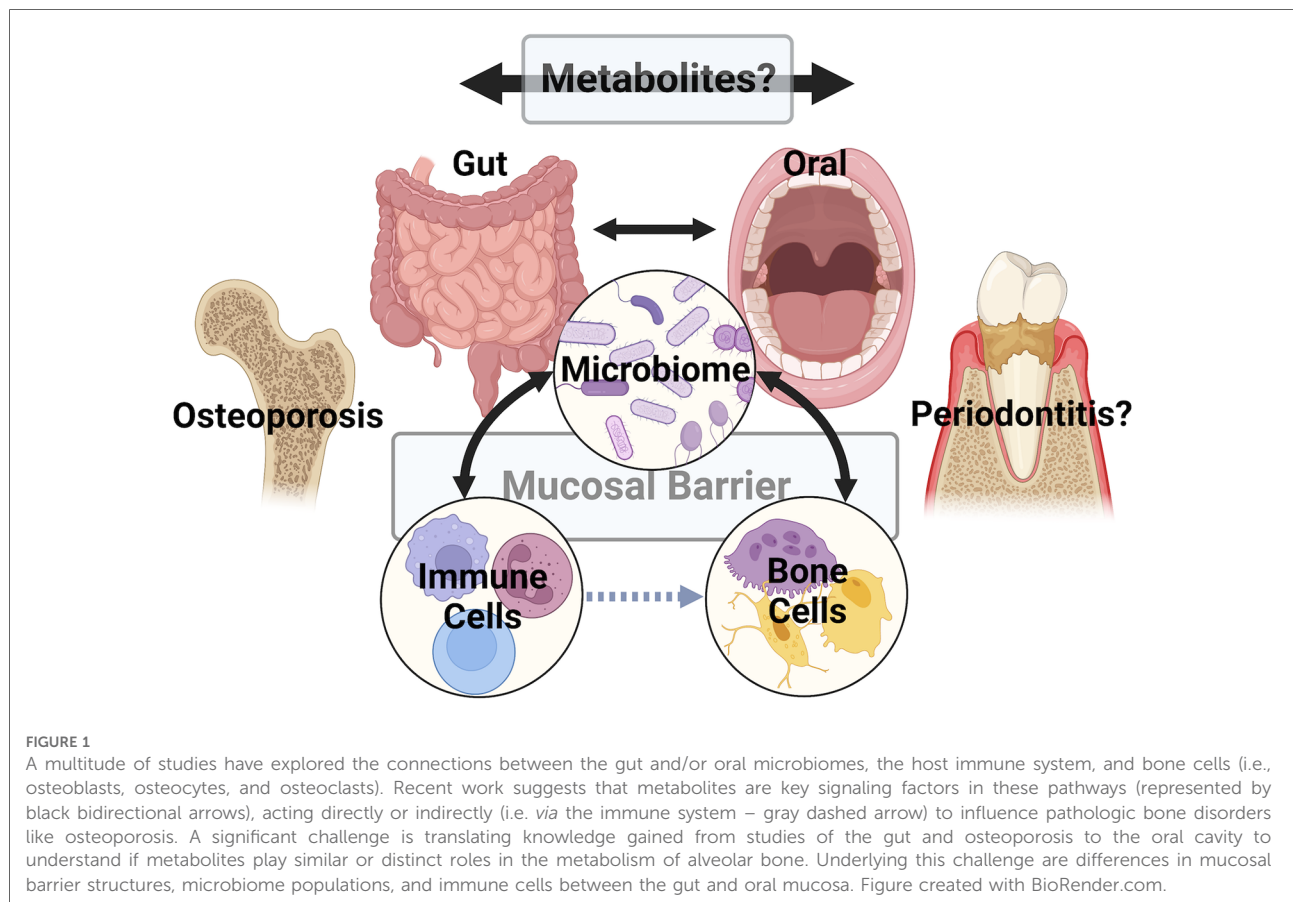 Metabolites?
Gut
Oral
Microbiome
Osteoporosis
Periodontitis?
Mucosal Barrier
Immune
Cells
Bone
Cells
FIGURE 1
A multitude of studies have explored the connections between the gut and/or oral microbiomes, the host immune system, and bone cells (i.e.,
osteoblasts, osteocytes, and osteoclasts). Recent work suggests that metabolites are key signaling factors in these pathways (represented by
black bidirectional arrows), acting directly or indirectly (i.e. via the immune system – gray dashed arrow) to influence pathologic bone disorders
like osteoporosis. A significant challenge is translating knowledge gained from studies of the gut and osteoporosis to the oral cavity to
understand if metabolites play similar or distinct roles in the metabolism of alveolar bone. Underlying this challenge are differences in mucosal
barrier structures, microbiome populations, and immune cells between the gut and oral mucosa. Figure created with BioRender.com.